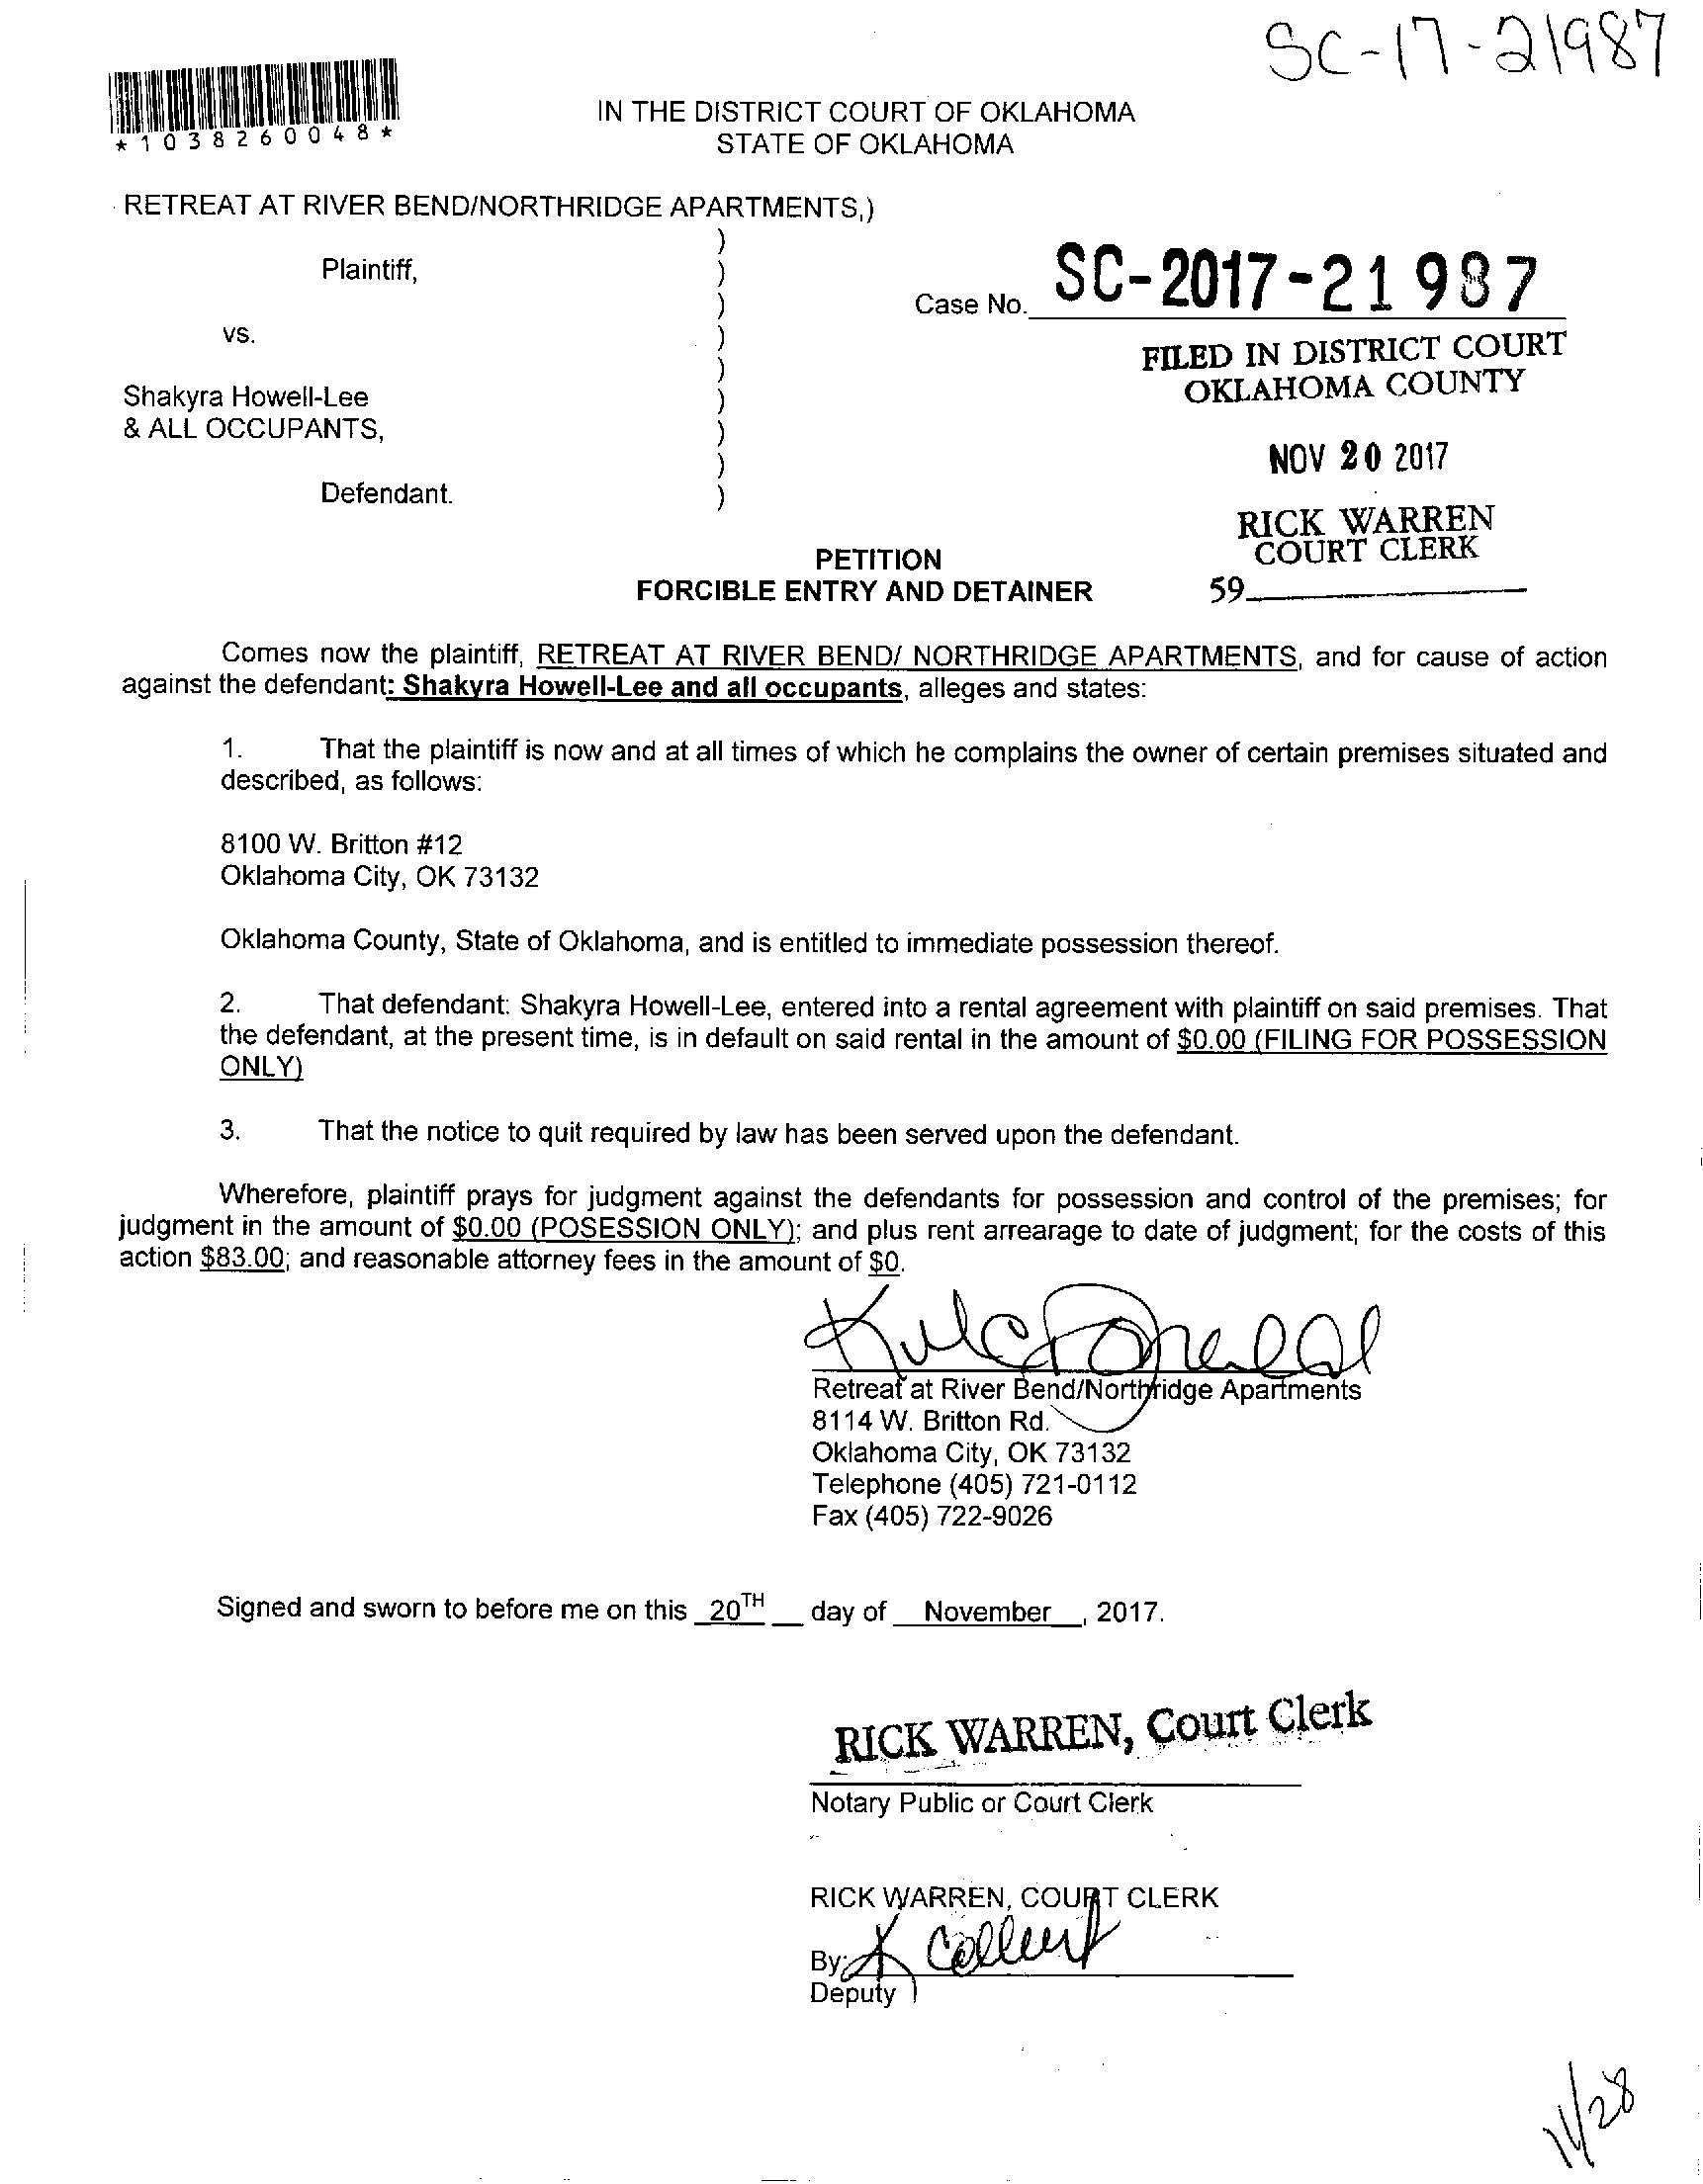 SC-17-21987
*1038260048*
IN THE DISTRICT COURT OF OKLAHOMA
STATE OF OKLAHOMA
RETREAT AT RIVER BEND/NORTHRIDGE APARTMENTS,)
)
Plaintiff, )
)
Case No. SC-2017-21987
vs. )
)
FILED IN DISTRICT COURT
OKLAHOMA COUNTY
Shakyra Howell-Lee )
& ALL OCCUPANTS, )
)
NOV 20 2017
Defendant. )
RICK WARREN
COURT CLERK
59
PETITION
FORCIBLE ENTRY AND DETAINER
Comes now the plaintiff, RETREAT AT RIVER BEND/ NORTHRIDGE APARTMENTS, and for cause of action
against the defendant: Shakyra Howell-Lee and all occupants, alleges and states:
1. That the plaintiff is now and at all times of which he complains the owner of certain premises situated and
described, as follows:
8100 W. Britton #12
Oklahoma City, OK 73132
Oklahoma County, State of Oklahoma, and is entitled to immediate possession thereof.
2. That defendant: Shakyra Howell-Lee, entered into a rental agreement with plaintiff on said premises. That
the defendant, at the present time, is in default on said rental in the amount of $0.00 (FILING FOR POSSESSION
ONLY)
3. That the notice to quit required by law has been served upon the defendant.
Wherefore, plaintiff prays for judgment against the defendants for possession and control of the premises; for
judgment in the amount of $0.00 (POSESSION ONLY); and plus rent arrearage to date of judgment; for the costs of this
action $83.00; and reasonable attorney fees in the amount of $0.
Retreat at River Bend/Northridge Apartments
8114 W. Britton Rd.
Oklahoma City, OK 73132
Telephone (405) 721-0112
Fax (405) 722-9026
Signed and sworn to before me on this 20TH day of November, 2017.
RICK WARREN, Court Clerk
Notary Public or Court Clerk
RICK WARREN, COURT CLERK
By:
Deputy
11/28